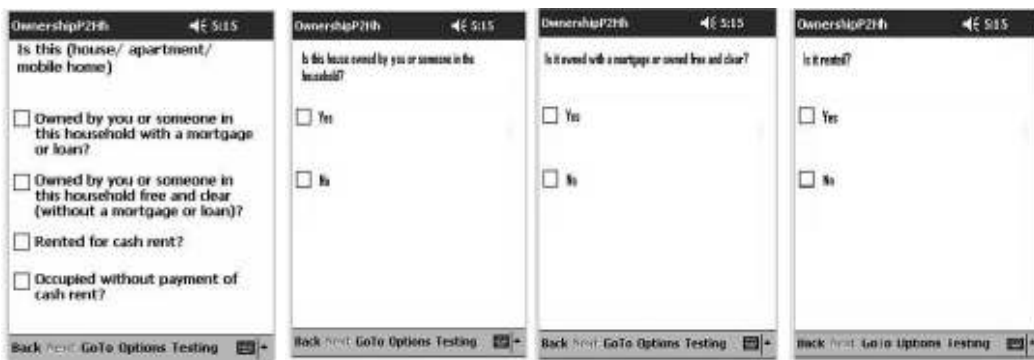 OwnershipP2Hh 5:15
Is this (house/ apartment/
mobile home)
Owned by you or someone in
this household with a mortgage
or loan?
Owned by you or someone in
this household free and clear
(without a mortgage or loan)?
Rented for cash rent?
Occupied without payment of
cash rent?
Back Next GoTo Options Testing
OwnershipP2Hh 5:15
Is this house owned by you or someone in the
household?
Yes
No
Back Next GoTo Options Testing
OwnershipP2Hh 5:15
Is it owned with a mortgage or owned free and clear?
Yes
No
Back Next GoTo Options Testing
OwnershipP2Hh 5:15
Is it rented?
Yes
No
Back Next GoTo Options Testing